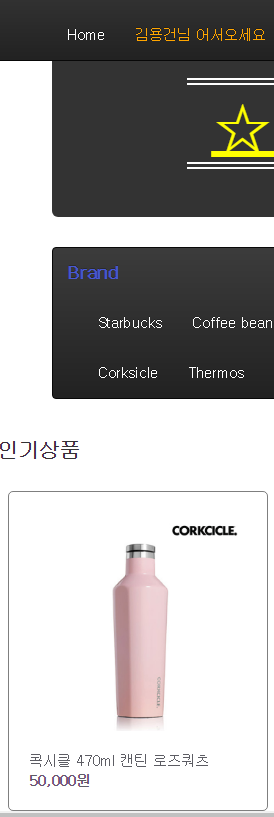 Home 김용건님 어서오세요
Brand
Starbucks Coffee bean
Corksicle Thermos
인기상품
CORKCICLE.
콕시클 470ml 캔틴 로즈쿼츠
50,000원